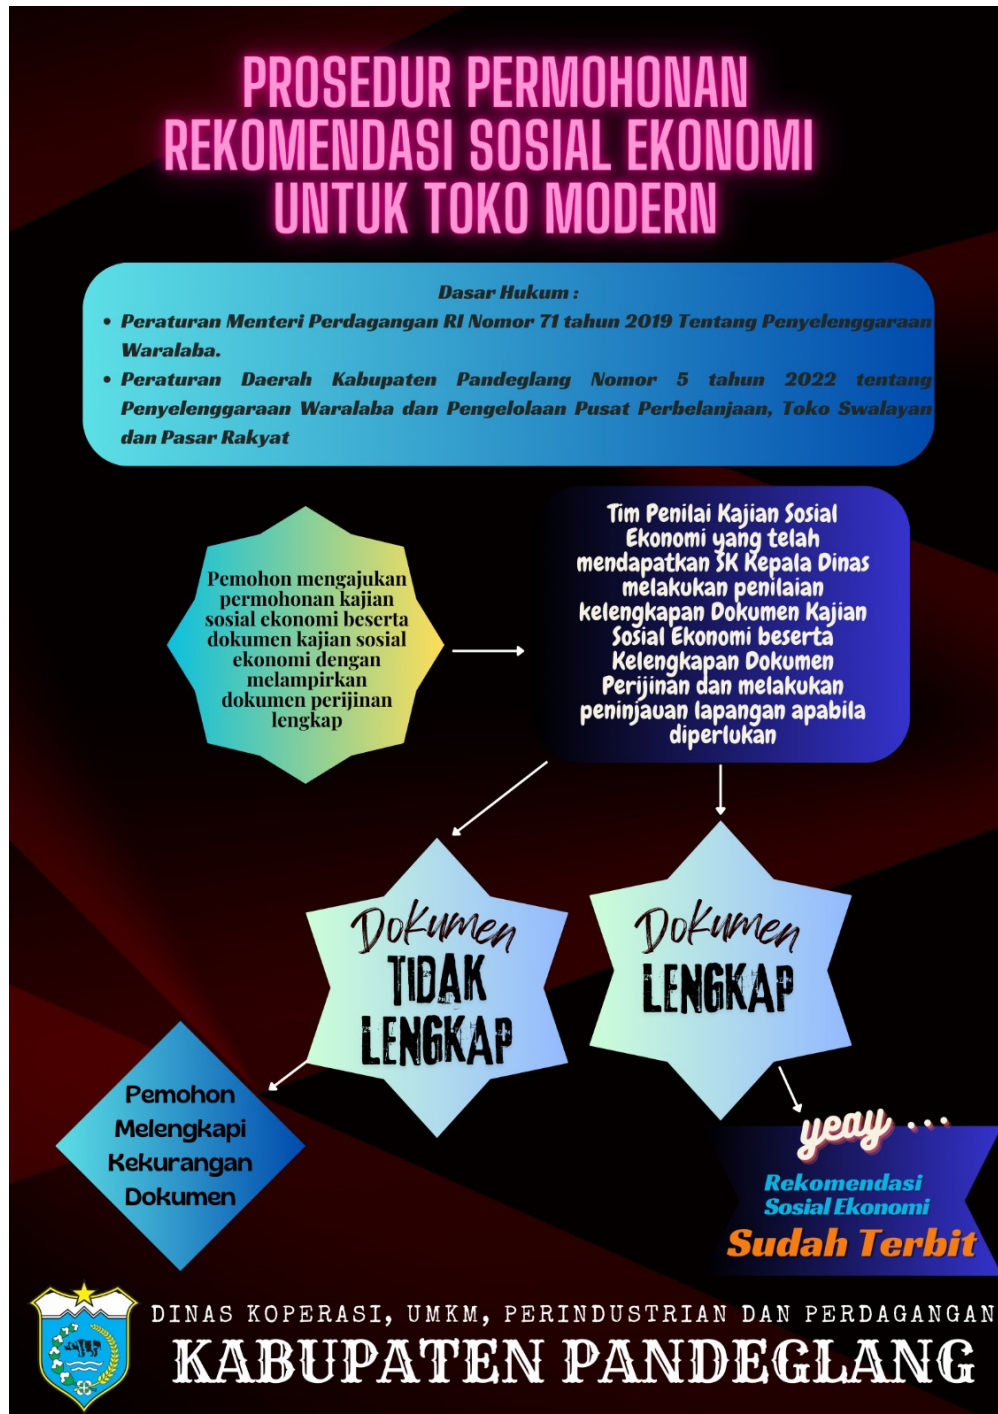 PROSEDUR PERMOHONAN
REKOMENDASI SOSIAL EKONOMI
UNTUK TOKO MODERN
Dasar Hukum :
• Peraturan Menteri Perdagangan RI Nomor 71 tahun 2019 Tentang Penyelenggaraan
Waralaba.
• Peraturan Daerah Kabupaten Pandeglang Nomor 5 tahun 2022 tentang
Penyelenggaraan Waralaba dan Pengelolaan Pusat Perbelanjaan, Toko Swalayan
dan Pasar Rakyat
Pemohon mengajukan
permohonan kajian
sosial ekonomi beserta
dokumen kajian sosial
ekonomi dengan
melampirkan
dokumen perijinan
lengkap
Tim Penilai Kajian Sosial
Ekonomi yang telah
mendapatkan SK Kepala Dinas
melakukan penilaian
kelengkapan Dokumen Kajian
Sosial Ekonomi beserta
Kelengkapan Dokumen
Perijinan dan melakukan
peninjauan lapangan apabila
diperlukan
Dokumen
TIDAK
LENGKAP
Dokumen
LENGKAP
Pemohon
Melengkapi
Kekurangan
Dokumen
yeay ...
Rekomendasi
Sosial Ekonomi
Sudah Terbit
DINAS KOPERASI, UMKM, PERINDUSTRIAN DAN PERDAGANGAN
KABUPATEN PANDEGLANG